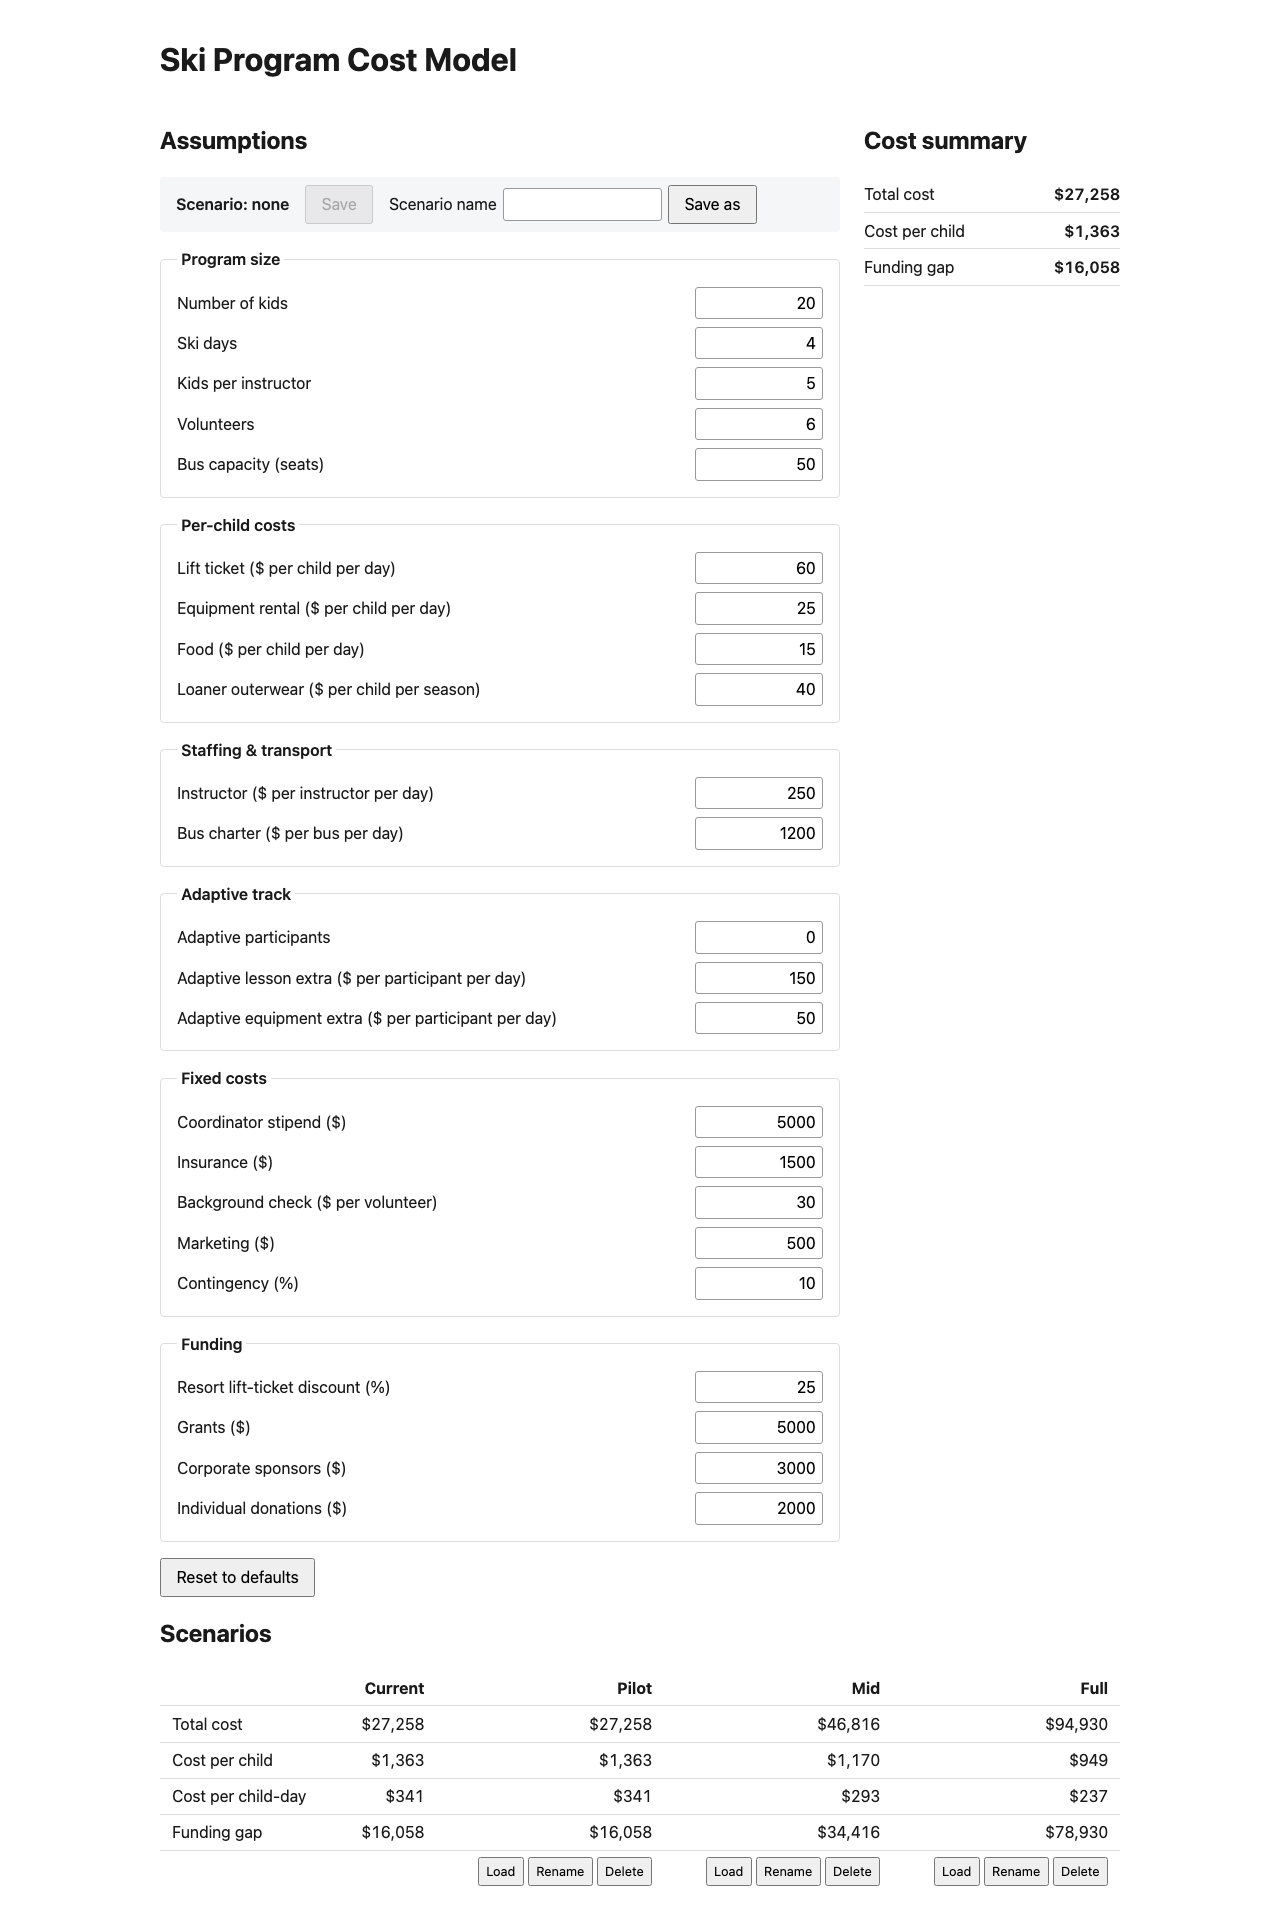 Ski Program Cost Model
Assumptions
Scenario: none Save Scenario name Save as
Program size
Number of kids 20
Ski days 4
Kids per instructor 5
Volunteers 6
Bus capacity (seats) 50
Per-child costs
Lift ticket ($ per child per day) 60
Equipment rental ($ per child per day) 25
Food ($ per child per day) 15
Loaner outerwear ($ per child per season) 40
Staffing & transport
Instructor ($ per instructor per day) 250
Bus charter ($ per bus per day) 1200
Adaptive track
Adaptive participants 0
Adaptive lesson extra ($ per participant per day) 150
Adaptive equipment extra ($ per participant per day) 50
Fixed costs
Coordinator stipend ($) 5000
Insurance ($) 1500
Background check ($ per volunteer) 30
Marketing ($) 500
Contingency (%) 10
Funding
Resort lift-ticket discount (%) 25
Grants ($) 5000
Corporate sponsors ($) 3000
Individual donations ($) 2000
Reset to defaults
Cost summary
Total cost $27,258
Cost per child $1,363
Funding gap $16,058
Scenarios
Current Pilot Mid Full
Total cost $27,258 $27,258 $46,816 $94,930
Cost per child $1,363 $1,363 $1,170 $949
Cost per child-day $341 $341 $293 $237
Funding gap $16,058 $16,058 $34,416 $78,930
Load Rename Delete Load Rename Delete Load Rename Delete